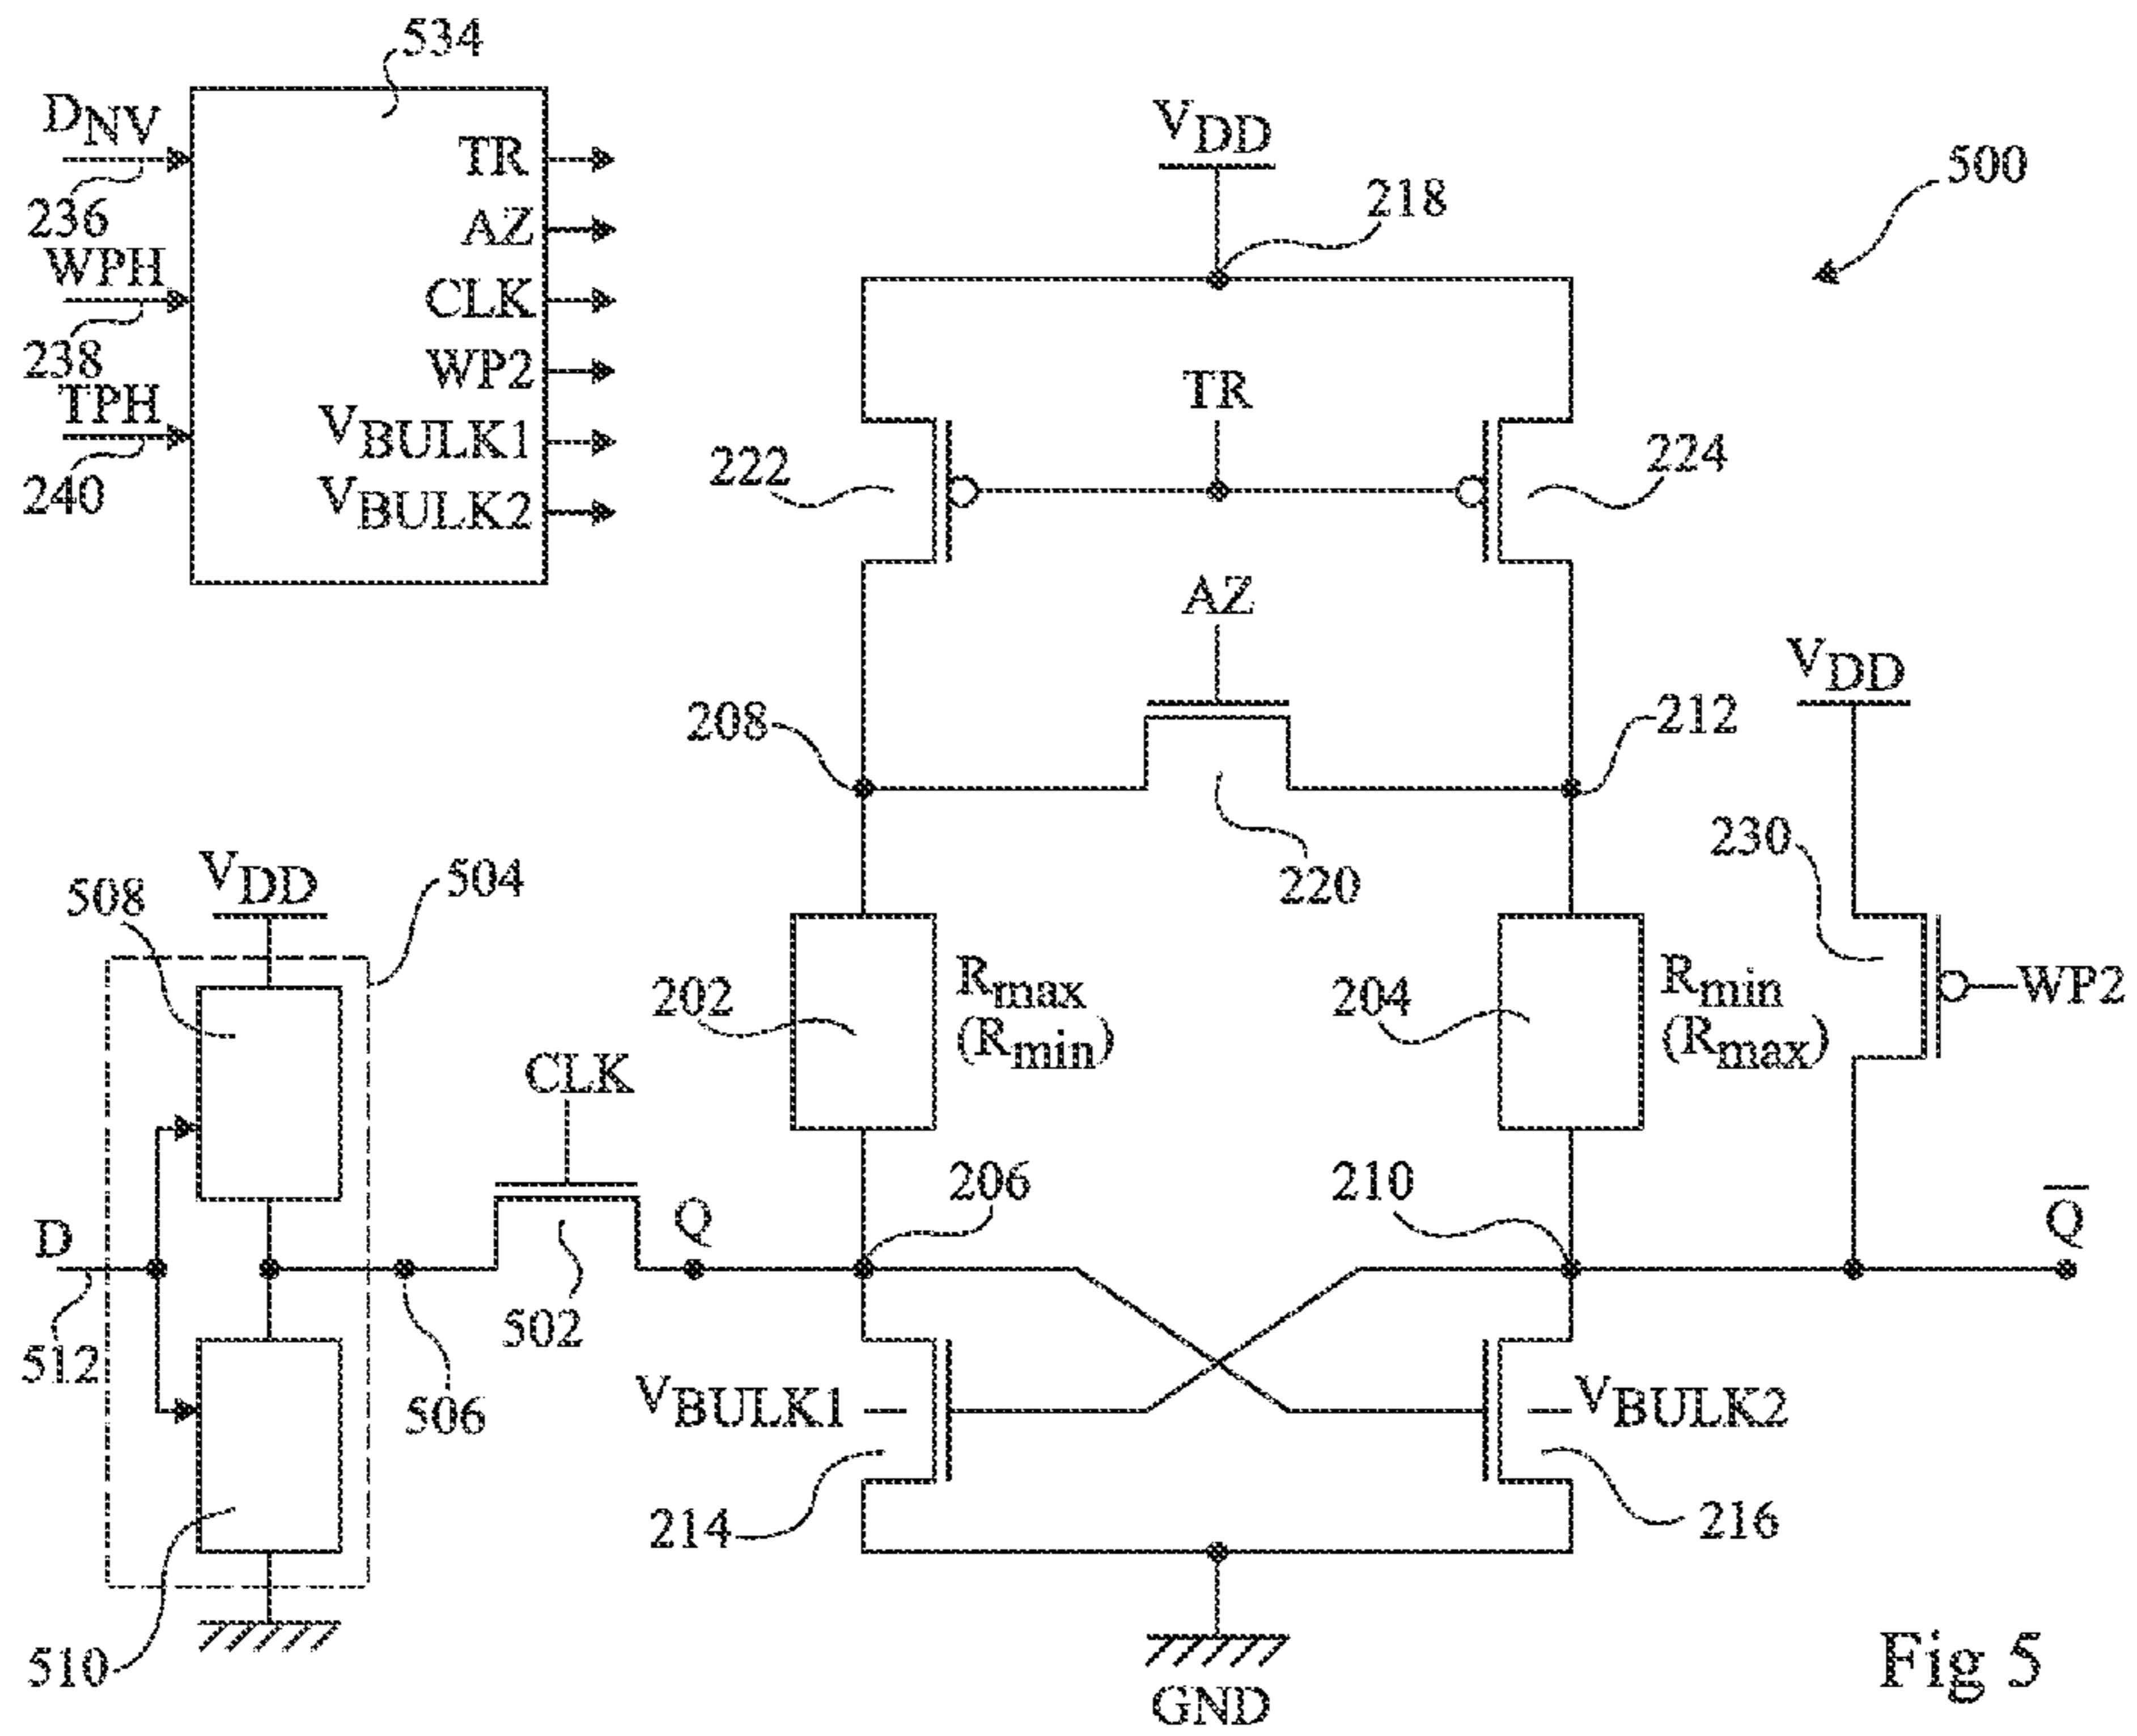 534
DNV
236
WPH
238
TPH
240
TR
AZ
CLK
WP2
VBULK1
VBULK2
VDD
218
500
TR
222
224
AZ
208
212
220
VDD
230
WP2
202
Rmax
(Rmin)
204
Rmin
(Rmax)
VDD
504
508
CLK
D
512
506
502
Q
206
210
Q̅
VBULK1
VBULK2
214
216
510
GND
Fig 5